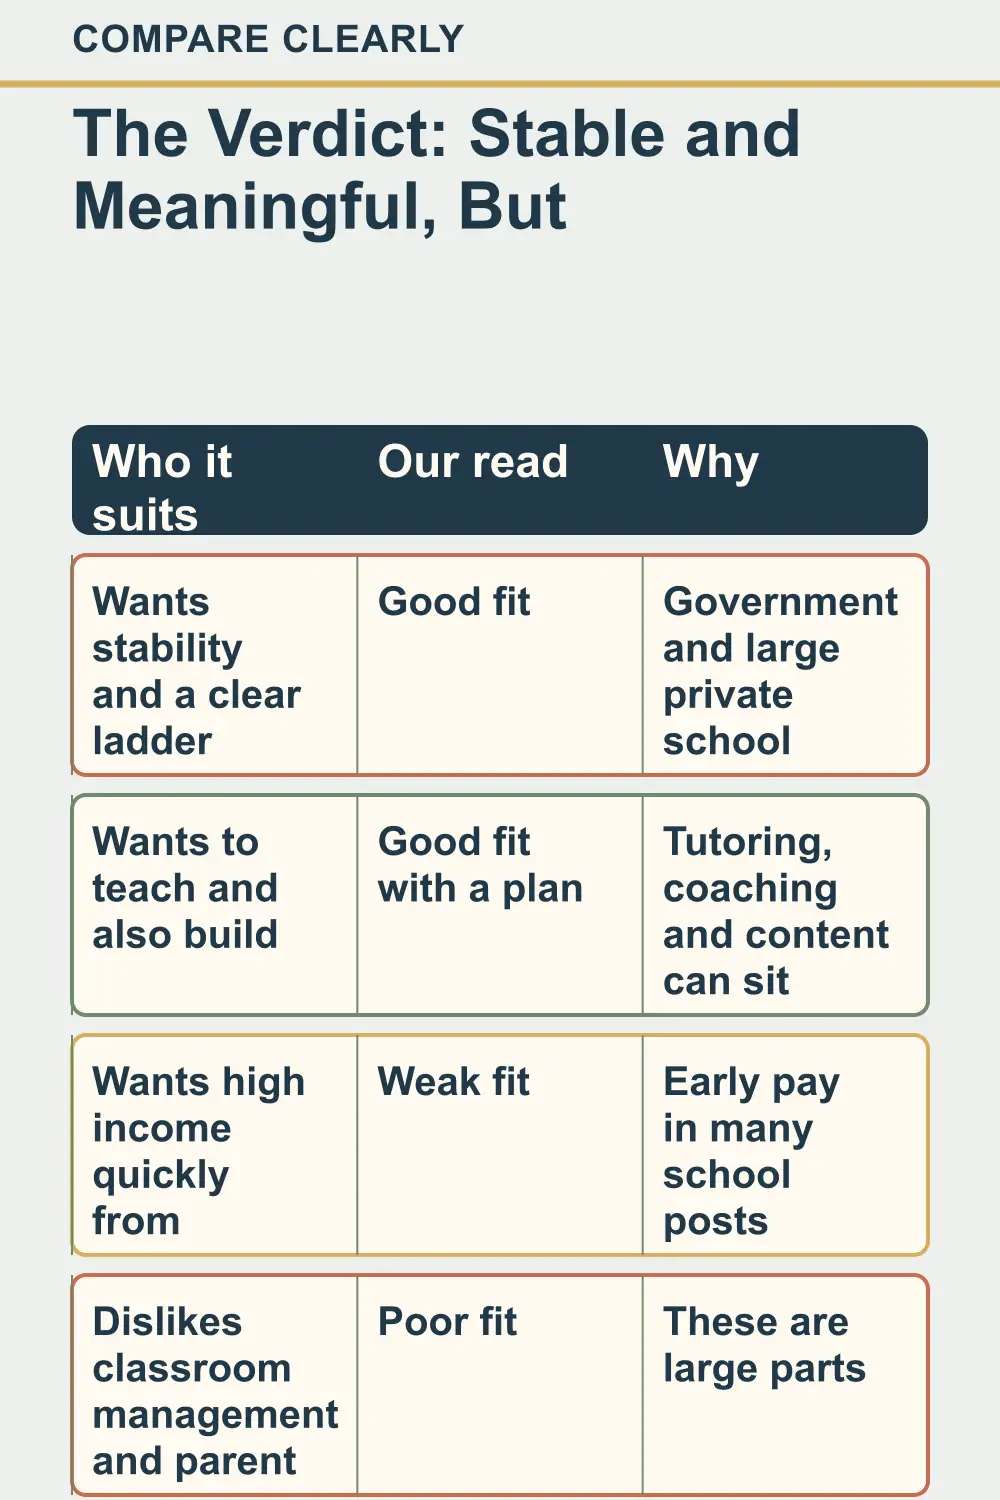 COMPARE CLEARLY
The Verdict: Stable and
Meaningful, But
Who it
suits
Our read
Why
Wants
stability
and a clear
ladder
Good fit
Government
and large
private
school
Wants to
teach and
also build
Good fit
with a plan
Tutoring,
coaching
and content
can sit
Wants high
income
quickly
from
Weak fit
Early pay
in many
school
posts
Dislikes
classroom
management
and parent
Poor fit
These are
large parts